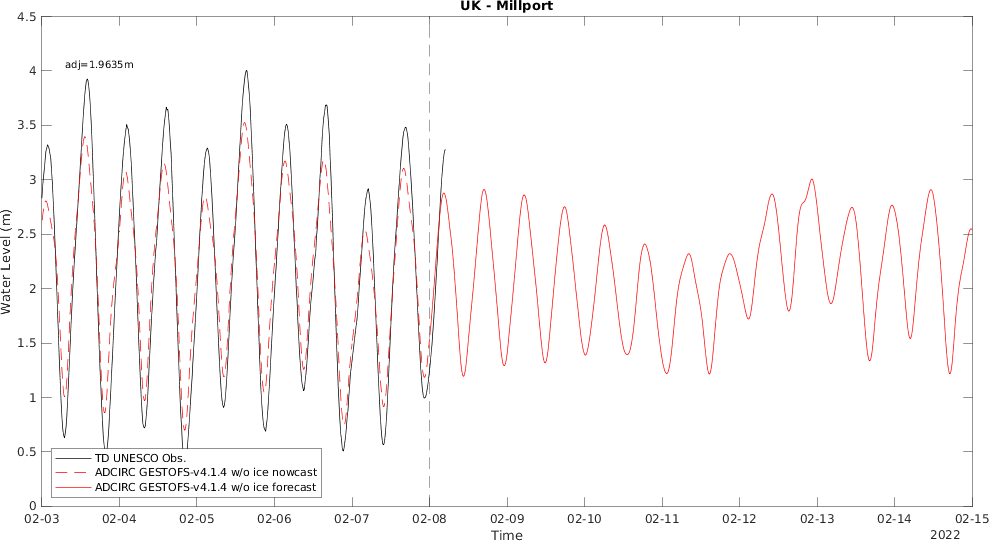 UK - Millport
adj=1.9635m
4.5
4
3.5
3
2.5
2
1.5
1
0.5
0
Water Level (m)
TD UNESCO Obs.
ADCIRC GESTOFS-v4.1.4 w/o ice nowcast
ADCIRC GESTOFS-v4.1.4 w/o ice forecast
02-03 02-04 02-05 02-06 02-07 02-08 02-09 02-10 02-11 02-12 02-13 02-14 02-15
Time
2022